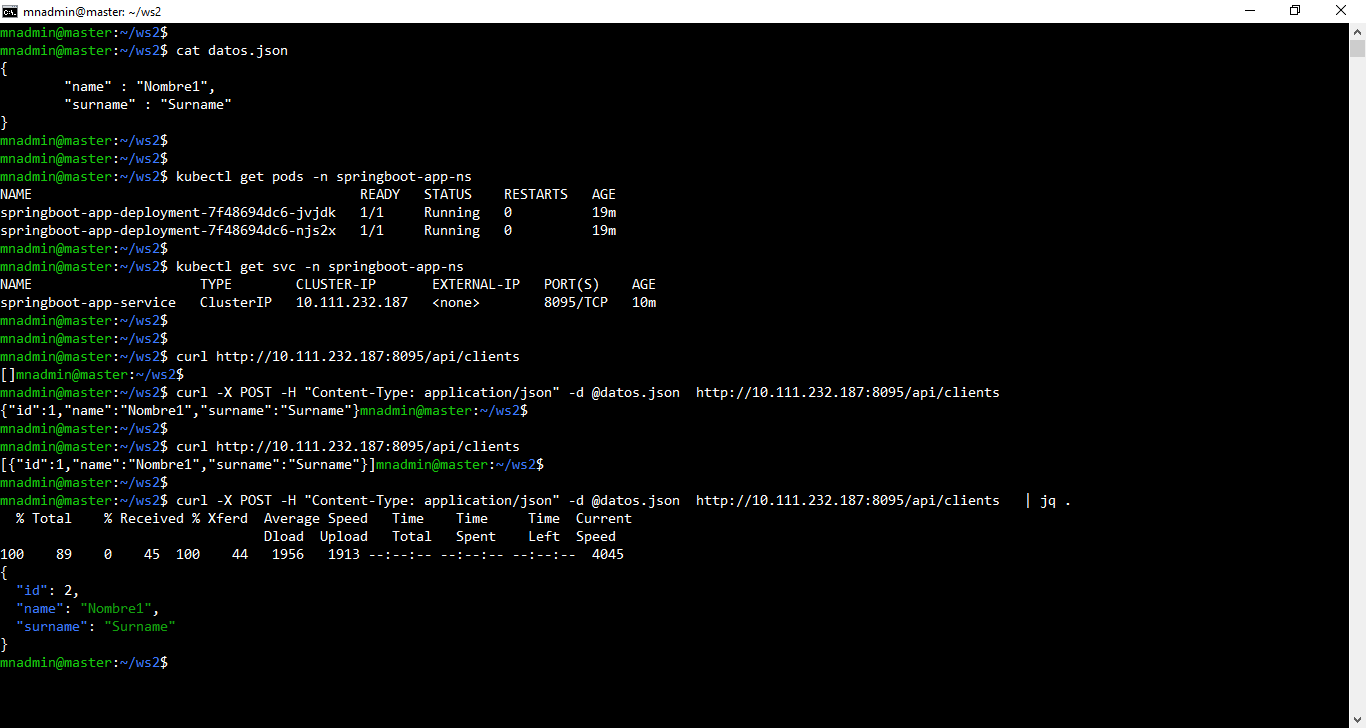 mnadmin@master: ~/ws2
mnadmin@master:~/ws2$
mnadmin@master:~/ws2$ cat datos.json
{
        "name" : "Nombre1",
        "surname" : "Surname"
}
mnadmin@master:~/ws2$
mnadmin@master:~/ws2$
mnadmin@master:~/ws2$ kubectl get pods -n springboot-app-ns
NAME                                         READY   STATUS    RESTARTS   AGE
springboot-app-deployment-7f48694dc6-jvjdk   1/1     Running   0          19m
springboot-app-deployment-7f48694dc6-njs2x   1/1     Running   0          19m
mnadmin@master:~/ws2$
mnadmin@master:~/ws2$ kubectl get svc -n springboot-app-ns
NAME                     TYPE        CLUSTER-IP       EXTERNAL-IP   PORT(S)    AGE
springboot-app-service   ClusterIP   10.111.232.187   <none>        8095/TCP   10m
mnadmin@master:~/ws2$
mnadmin@master:~/ws2$
mnadmin@master:~/ws2$ curl http://10.111.232.187:8095/api/clients
[]mnadmin@master:~/ws2$
mnadmin@master:~/ws2$ curl -X POST -H "Content-Type: application/json" -d @datos.json  http://10.111.232.187:8095/api/clients
{"id":1,"name":"Nombre1","surname":"Surname"}mnadmin@master:~/ws2$
mnadmin@master:~/ws2$
mnadmin@master:~/ws2$ curl http://10.111.232.187:8095/api/clients
[{"id":1,"name":"Nombre1","surname":"Surname"}]mnadmin@master:~/ws2$
mnadmin@master:~/ws2$
mnadmin@master:~/ws2$ curl -X POST -H "Content-Type: application/json" -d @datos.json  http://10.111.232.187:8095/api/clients   | jq .
  % Total    % Received % Xferd  Average Speed   Time    Time     Time  Current
                                 Dload  Upload   Total   Spent    Left  Speed
100    89    0    45  100    44   1956   1913 --:--:-- --:--:-- --:--:--  4045
{
  "id": 2,
  "name": "Nombre1",
  "surname": "Surname"
}
mnadmin@master:~/ws2$